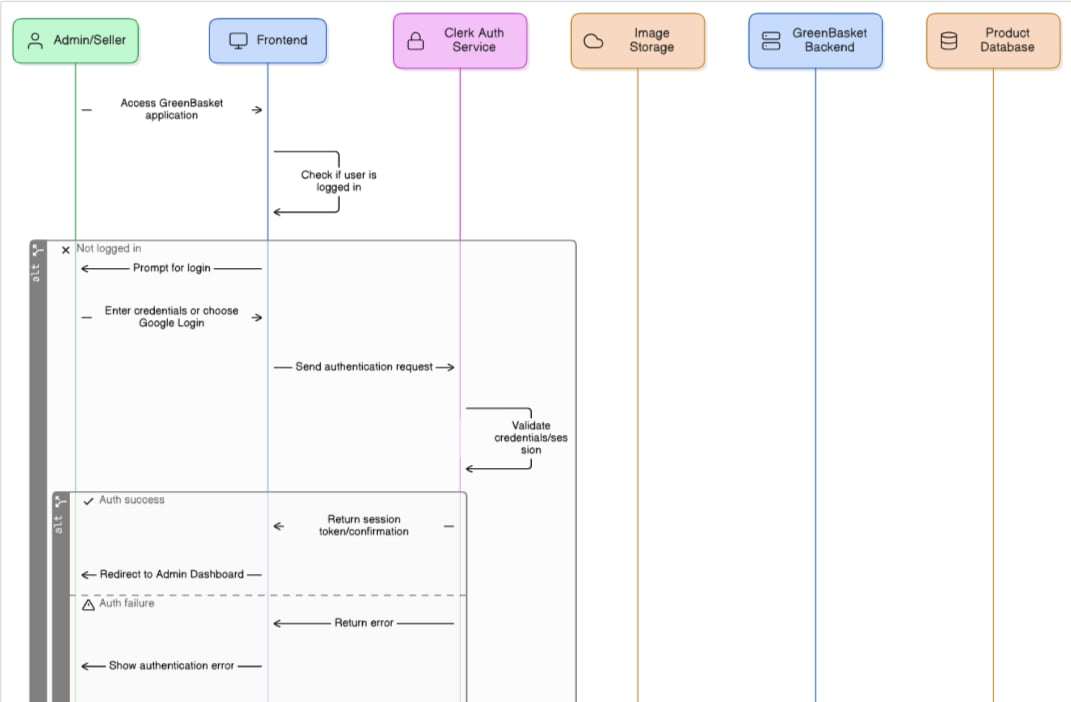 Admin/Seller
Frontend
Clerk Auth
Service
Image
Storage
GreenBasket
Backend
Product
Database
Access GreenBasket
application
Check if user is
logged in
alt
Not logged in
Prompt for login
Enter credentials or choose
Google Login
Send authentication request
Validate
credentials/ses
sion
alt
Auth success
Return session
token/confirmation
Redirect to Admin Dashboard
Auth failure
Return error
Show authentication error